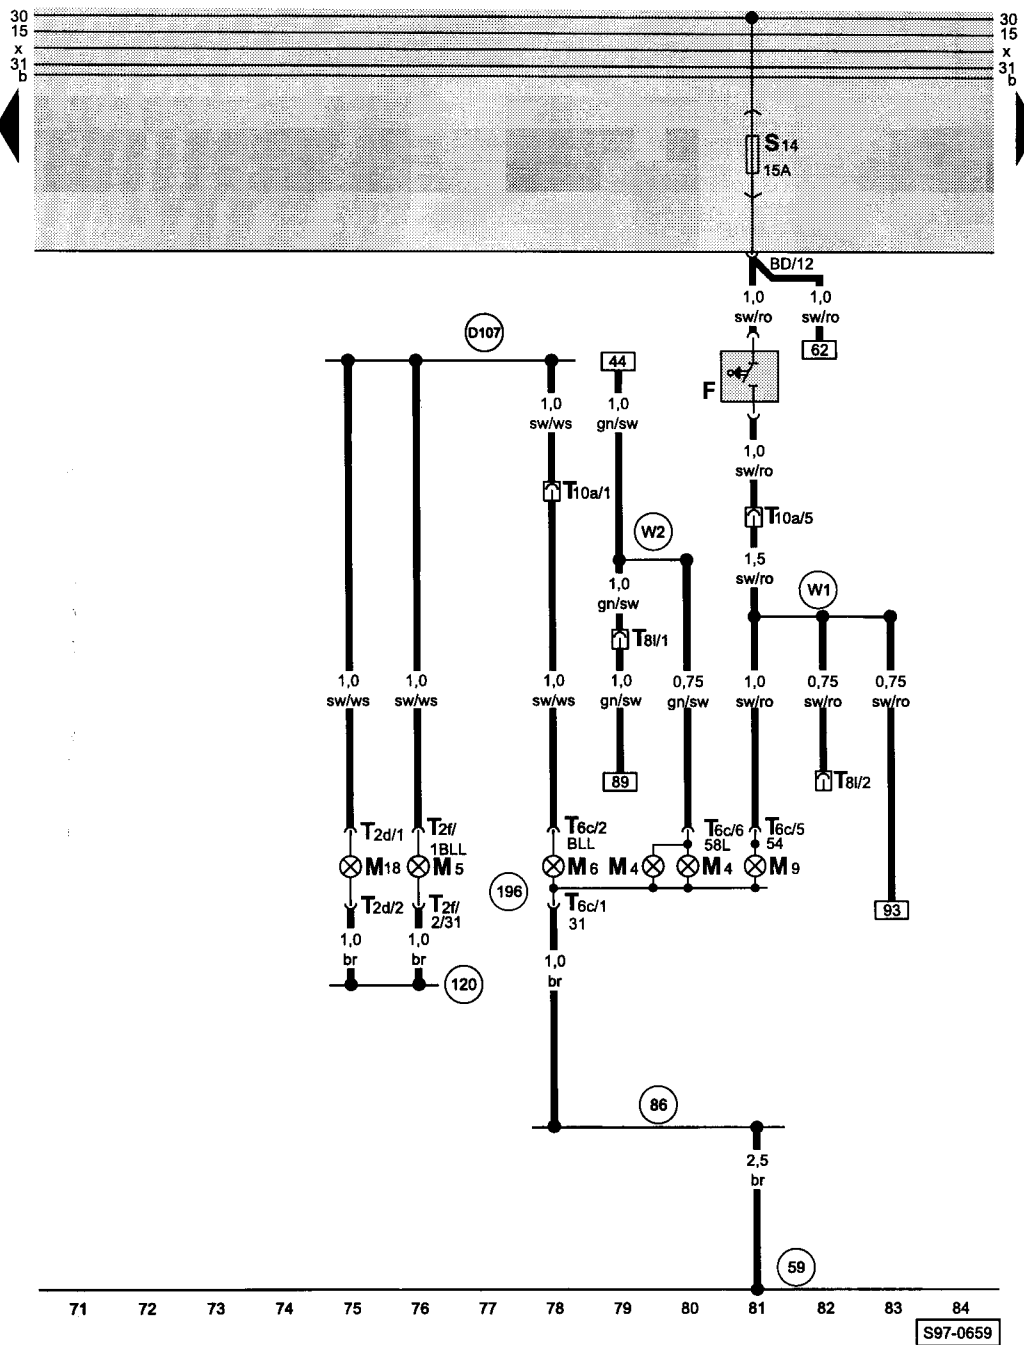 30 30
15 15
x x
31 31
b b
S14
15A
BD/12
1,0 1,0
sw/ro sw/ro
D107
44
62
F
1,0 1,0
sw/ws gn/sw
1,0
sw/ro
T10a/1
T10a/5
W2
1,5
sw/ro
1,0
gn/sw
W1
T8l/1
1,0 1,0 1,0 1,0 0,75 1,0 0,75 0,75
sw/ws sw/ws sw/ws gn/sw gn/sw sw/ro sw/ro sw/ro
89
T8l/2
T2d/1 T2f/ T6c/2 T6c/6 T6c/5
1BLL BLL 58L 54
M18 M5 M6 M4 M4 M9
196
T2d/2 T2f/ T6c/1
2/31 31
93
1,0 1,0
br br
1,0
br
120
86
2,5
br
59
71 72 73 74 75 76 77 78 79 80 81 82 83 84
S97-0659